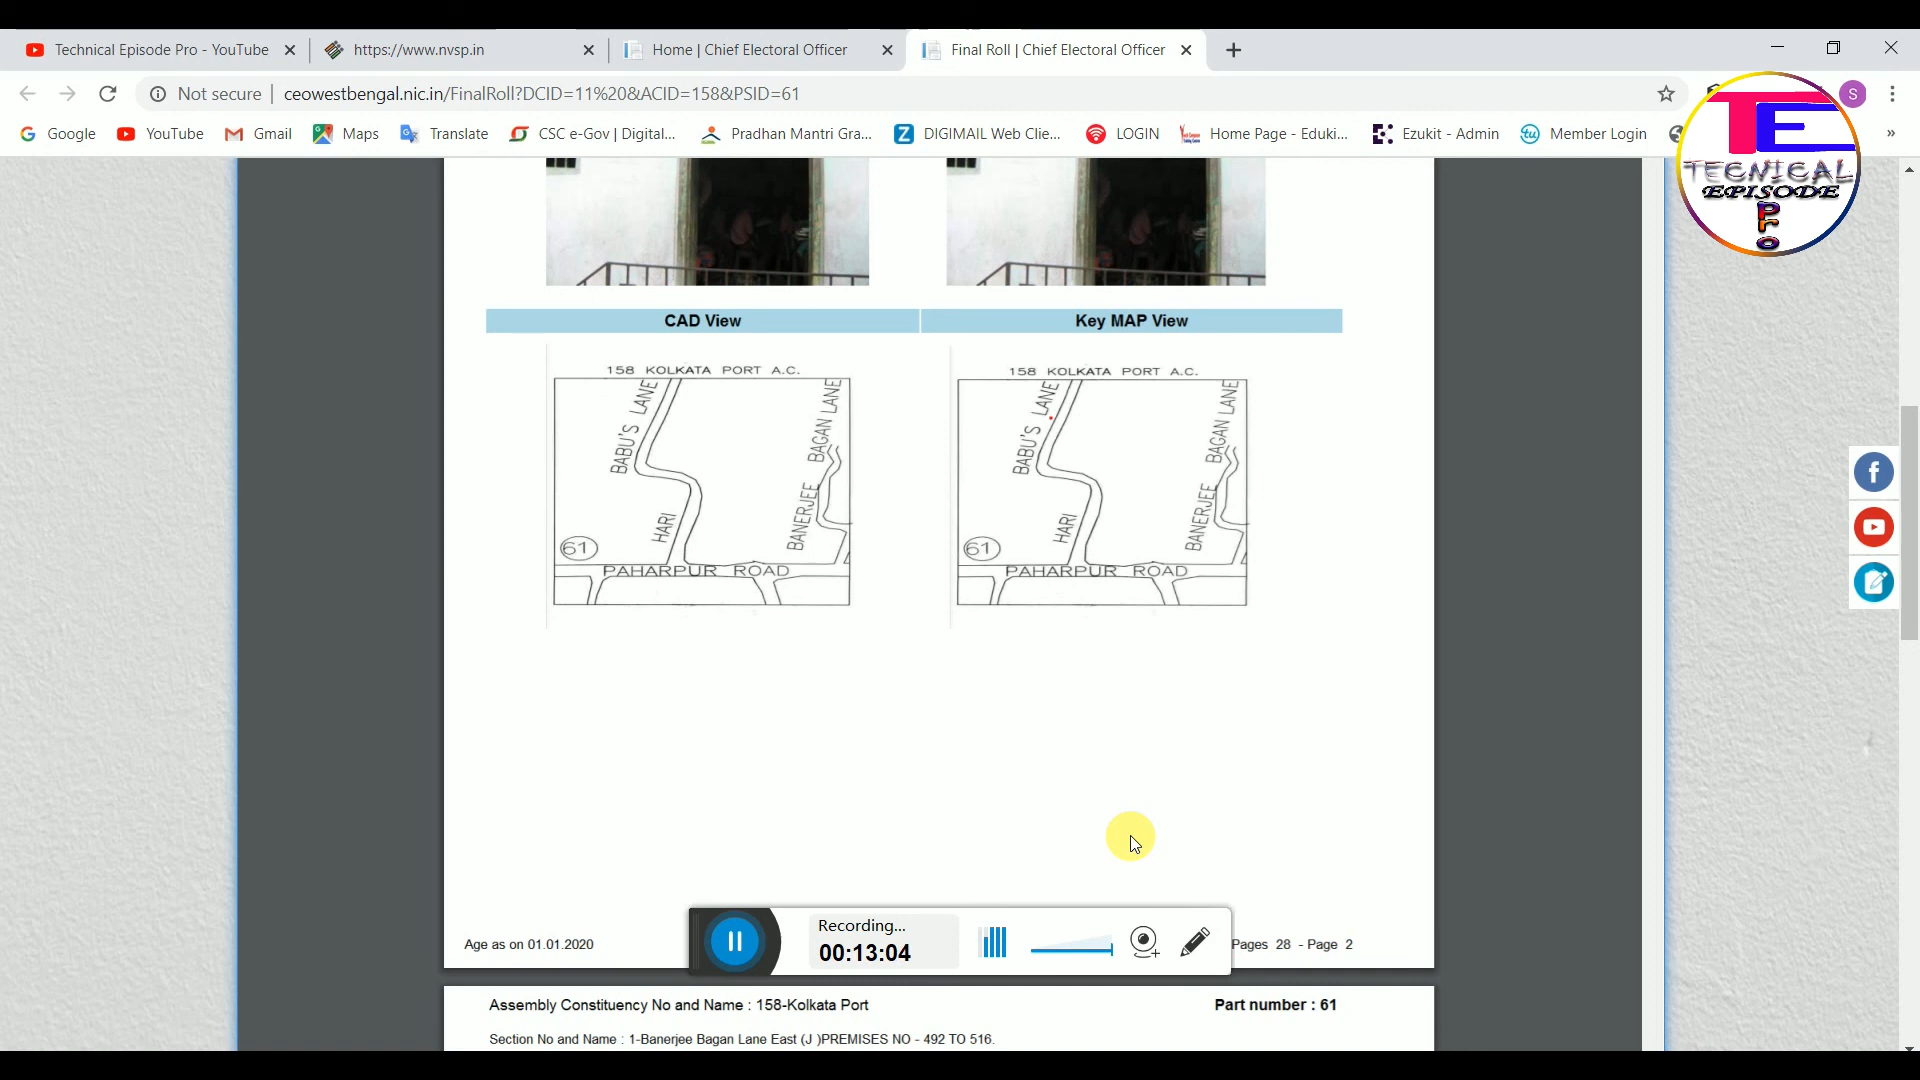 Technical Episode Pro - YouTube
https://www.nvsp.in
Home | Chief Electoral Officer
Final Roll | Chief Electoral Officer
Not secure
ceowestbengal.nic.in/FinalRoll?DCID=11%20&ACID=158&PSID=61
S
Google
YouTube
Gmail
Maps
Translate
CSC e-Gov | Digital...
Pradhan Mantri Gra...
DIGIMAIL Web Clie...
LOGIN
Home Page - Eduki...
Ezukit - Admin
Member Login
»
TE
TECNICAL
EPISODE
Pro
CAD View
Key MAP View
158 KOLKATA PORT A.C.
BABU'S LANE
HARI
BANERJEE BAGAN LANE
61
PAHARPUR ROAD
158 KOLKATA PORT A.C.
BABU'S LANE
HARI
BANERJEE BAGAN LANE
61
PAHARPUR ROAD
Recording...
00:13:04
Age as on 01.01.2020
Pages 28 - Page 2
Assembly Constituency No and Name : 158-Kolkata Port
Part number : 61
Section No and Name : 1-Banerjee Bagan Lane East (J )PREMISES NO - 492 TO 516.